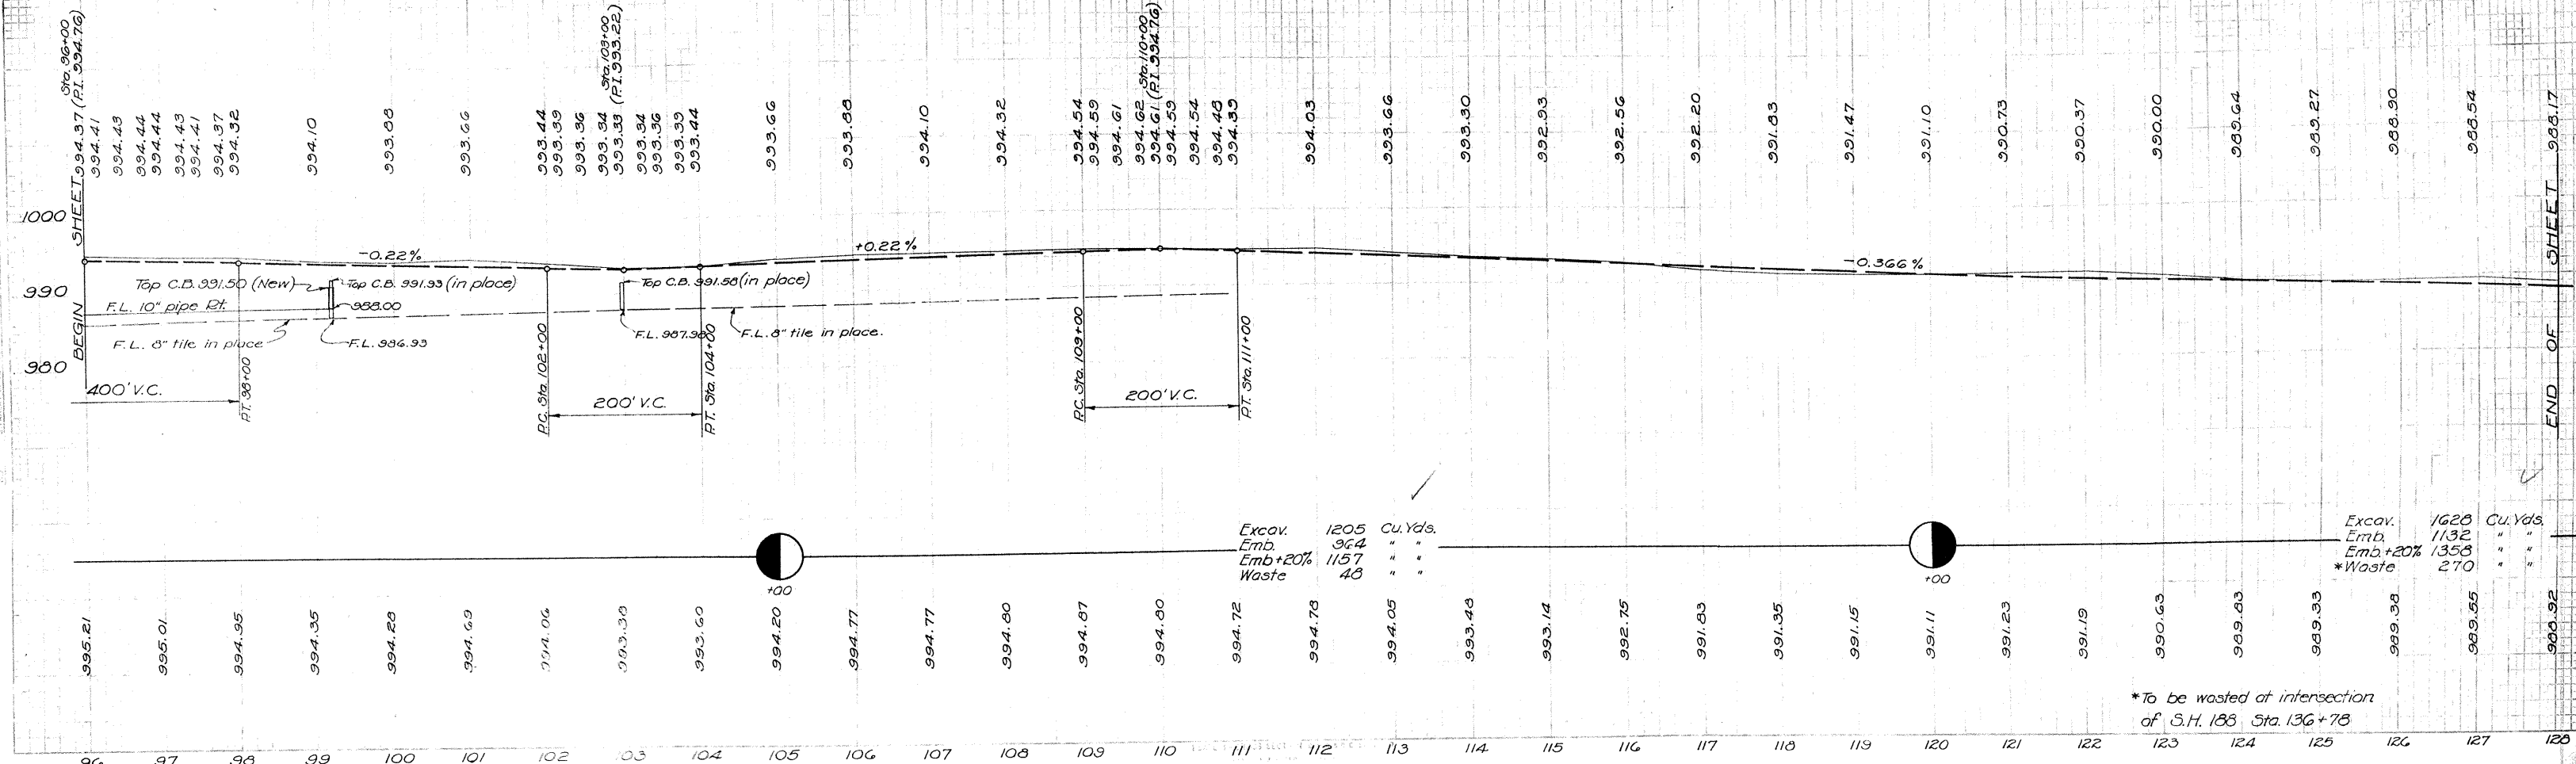 Sta. 96+00
994.37 (P.I. 994.76)
994.41
994.43
994.44
994.44
994.43
994.41
994.37
994.32
994.10
993.88
993.66
993.44
993.39
993.36
993.34
Sta. 103+00
993.33 (P.I. 993.22)
993.34
993.36
993.39
993.44
993.66
993.88
994.10
994.32
994.54
994.59
994.61
994.62
Sta. 110+00
994.61 (P.I. 994.76)
994.59
994.54
994.48
994.39
994.03
993.66
993.30
992.93
992.56
992.20
991.83
991.47
991.10
990.73
990.37
990.00
989.64
989.27
988.90
988.54
988.17
BEGIN SHEET
END OF SHEET
1000
990
980
-0.22%
+0.22%
-0.366%
Top C.B. 991.50 (New)
Top C.B. 991.93 (in place)
Top C.B. 991.58 (in place)
F.L. 10" pipe Rt.
988.00
F.L. 8" tile in place
F.L. 986.93
F.L. 987.98
F.L. 8" tile in place.
400' V.C.
P.T. 98+00
P.C. Sta. 102+00
200' V.C.
P.T. Sta. 104+00
P.C. Sta. 109+00
200' V.C.
P.T. Sta. 111+00
Excav. 1205 Cu. Yds.
Emb. 964 " "
Emb+20% 1157 " "
Waste 48 " "
Excav. 1628 Cu. Yds.
Emb. 1132 " "
Emb.+20% 1358 " "
*Waste 270 " "
+00
+00
995.21
995.01
994.95
994.35
994.28
994.69
994.06
993.38
993.60
994.20
994.77
994.77
994.80
994.87
994.80
994.72
994.78
994.05
993.48
993.14
992.75
991.83
991.35
991.15
991.11
991.23
991.19
990.63
989.83
989.33
989.38
989.55
988.92
*To be wasted at intersection
of S.H. 188 Sta. 136+78
96 97 98 99 100 101 102 103 104 105 106 107 108 109 110 111 112 113 114 115 116 117 118 119 120 121 122 123 124 125 126 127 128